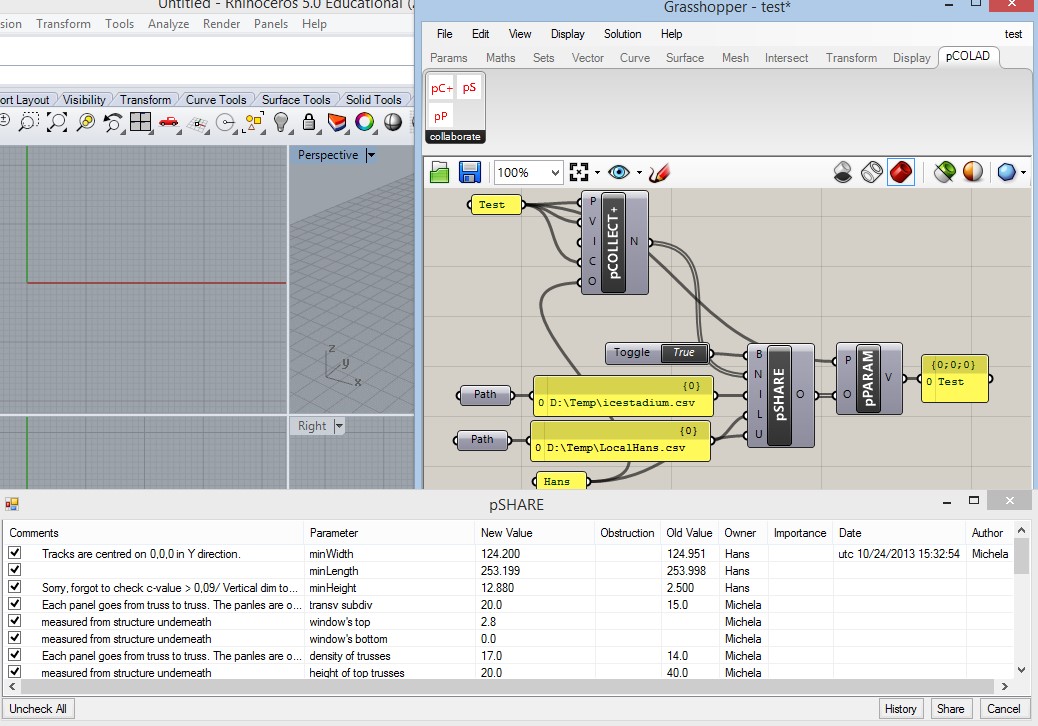 Untitled - Rhinoceros 5.0 Educational (
sion Transform Tools Analyze Render Panels Help
ort Layout Visibility Transform Curve Tools Surface Tools Solid Tools
Perspective
z
y
x
Right
Grasshopper - test*
File Edit View Display Solution Help test
Params Maths Sets Vector Curve Surface Mesh Intersect Transform Display pCOLAD
pC+ pS
pP
collaborate
100%
Test
P
V
I
C
O
pCOLLECT+
N
Toggle True
Path
{0}
0 D:\Temp\icestadium.csv
Path
{0}
0 D:\Temp\LocalHans.csv
Hans
B
N
I
L
U
pSHARE
O
P
O
pPARAM
V
{0;0;0}
0 Test
pSHARE
Comments Parameter New Value Obstruction Old Value Owner Importance Date Author
Tracks are centred on 0,0,0 in Y direction. minWidth 124.200 124.951 Hans utc 10/24/2013 15:32:54 Michela
minLength 253.199 253.998 Hans
Sorry, forgot to check c-value > 0,09/ Vertical dim to... minHeight 12.880 2.500 Hans
Each panel goes from truss to truss. The panles are o... transv subdiv 20.0 15.0 Michela
measured from structure underneath window's top 2.8 Michela
measured from structure underneath window's bottom 0.0 Michela
Each panel goes from truss to truss. The panles are o... density of trusses 17.0 14.0 Michela
measured from structure underneath height of top trusses 20.0 40.0 Michela
Uncheck All History Share Cancel